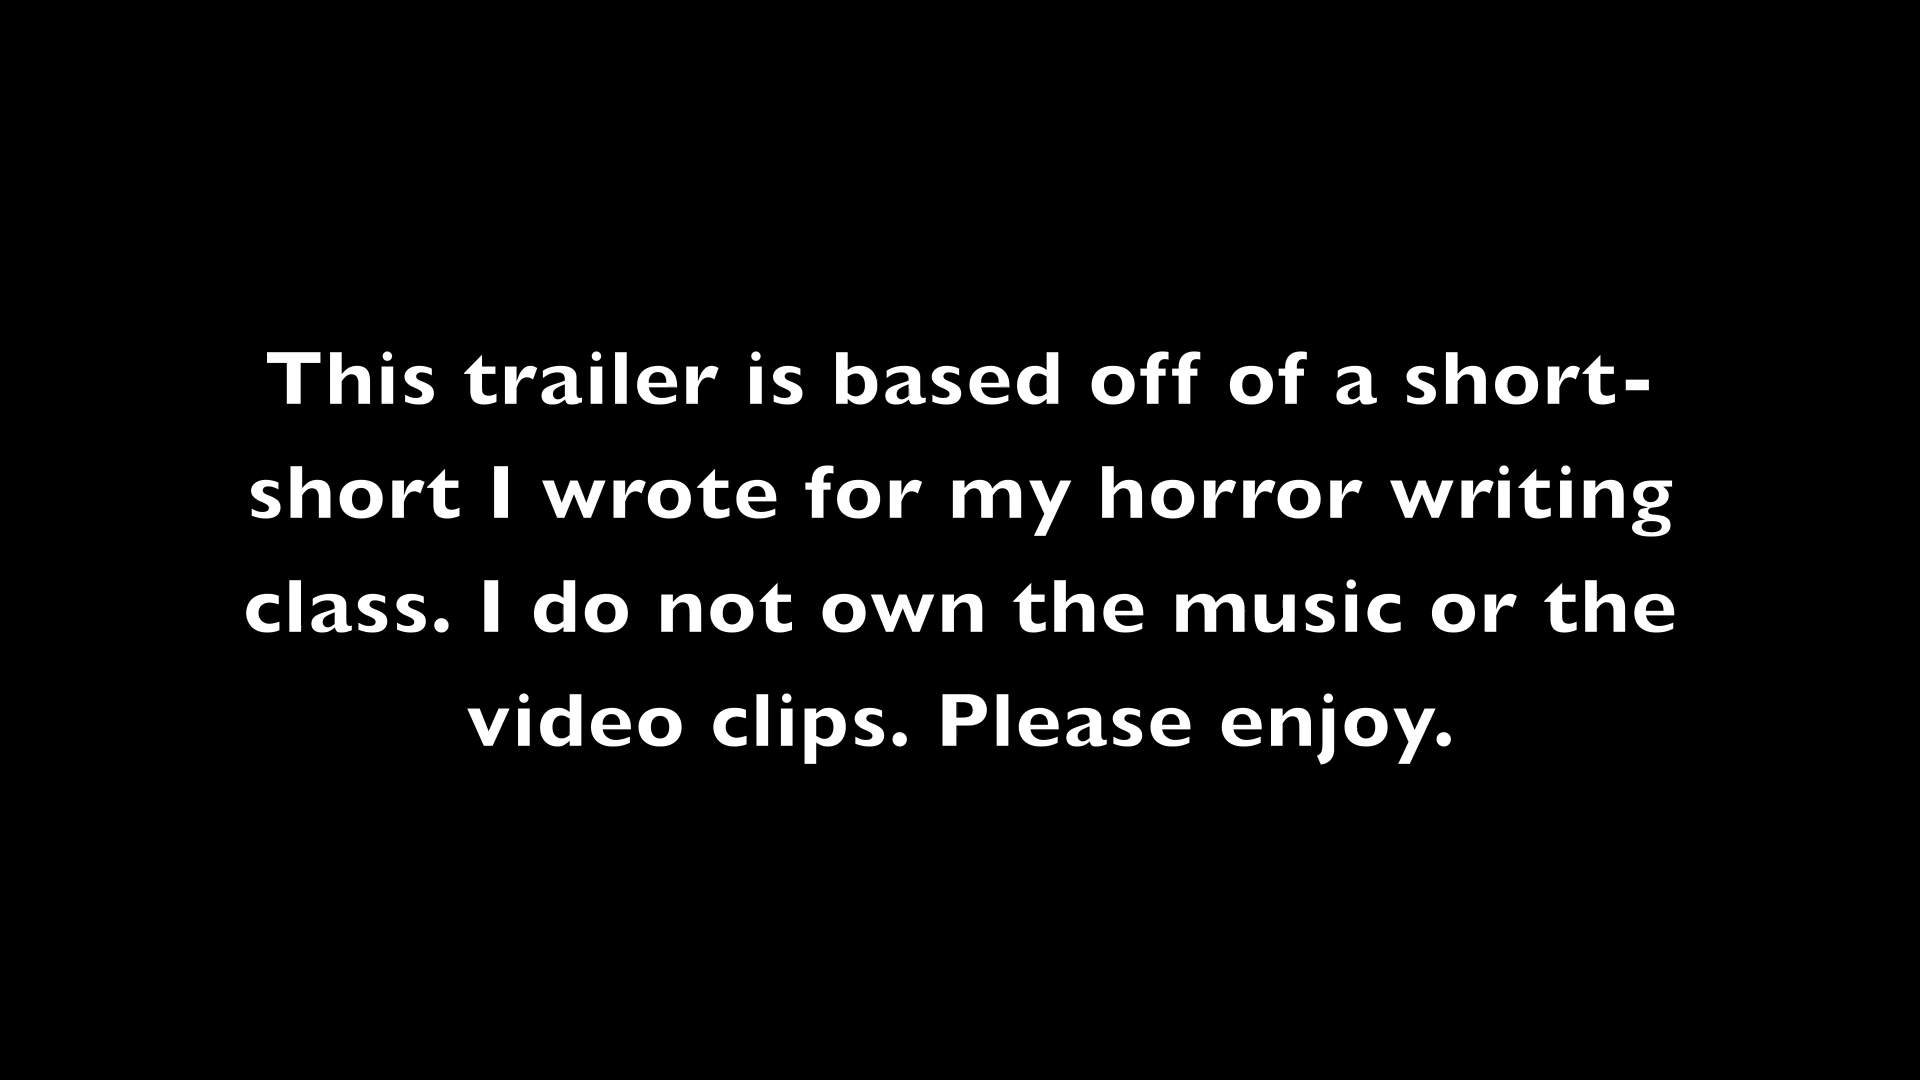 This trailer is based off of a short-
short I wrote for my horror writing
class. I do not own the music or the
video clips. Please enjoy.